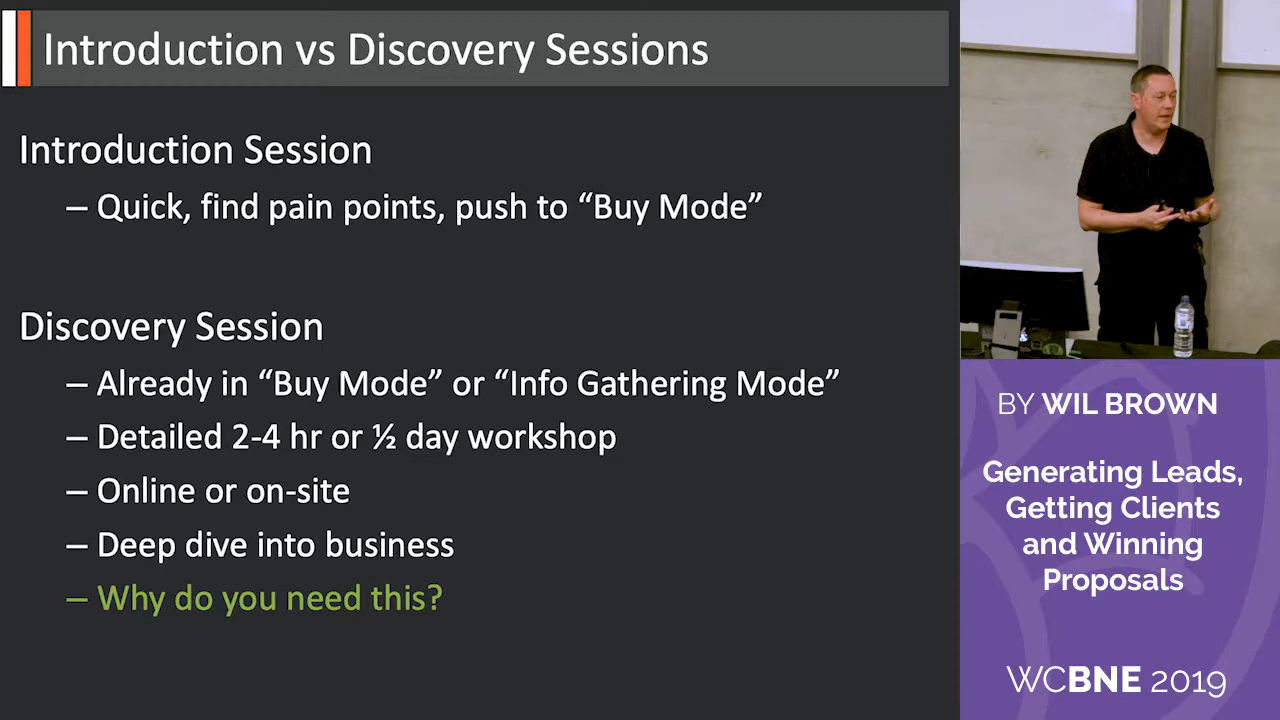 Introduction vs Discovery Sessions
Introduction Session
– Quick, find pain points, push to “Buy Mode”
Discovery Session
– Already in “Buy Mode” or “Info Gathering Mode”
– Detailed 2-4 hr or ½ day workshop
– Online or on-site
– Deep dive into business
– Why do you need this?
BY WIL BROWN
Generating Leads,
Getting Clients
and Winning
Proposals
WCBNE 2019